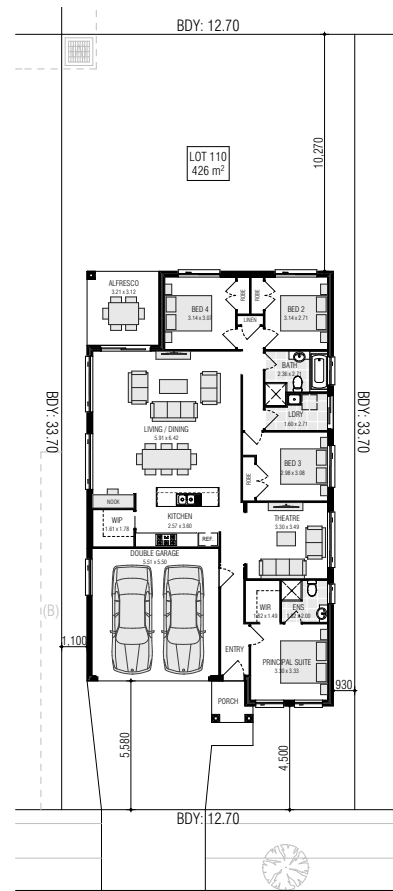 BDY: 12.70
10,270
LOT 110
426 m²
ALFRESCO
3.21 x 3.12
BED 4
3.14 x 3.07
ROBE
ROBE
BED 2
3.14 x 2.71
LINEN
BATH
2.36 x 2.71
LDRY
1.60 x 2.71
BDY: 33.70
BDY: 33.70
LIVING / DINING
5.91 x 6.42
BED 3
2.98 x 3.08
ROBE
NOOK
WIP
1.61 x 1.78
KITCHEN
2.57 x 3.60
REF.
THEATRE
3.30 x 3.49
DOUBLE GARAGE
5.51 x 5.50
(B)
WIR
ENS
1,100
ENTRY
PRINCIPAL SUITE
3.30 x 3.33
930
PORCH
5,580
4,500
BDY: 12.70